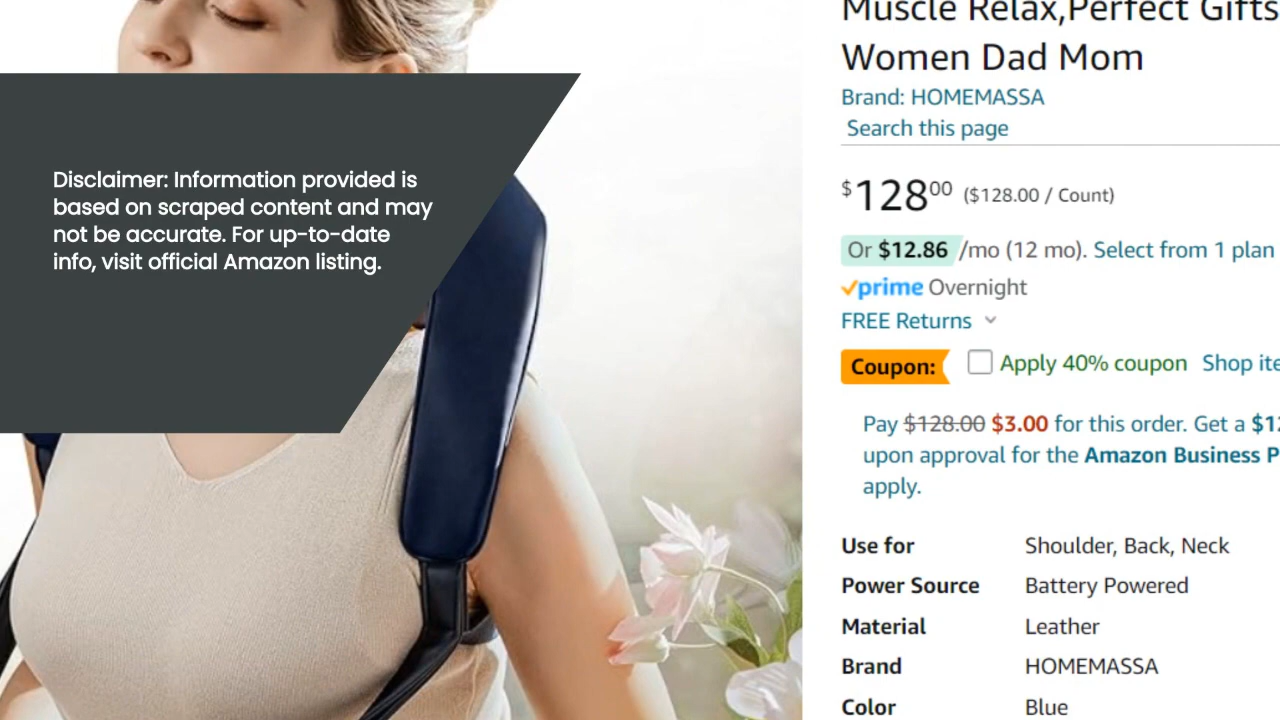 Disclaimer: Information provided is
based on scraped content and may
not be accurate. For up-to-date
info, visit official Amazon listing.
Muscle Relax,Perfect Gifts
Women Dad Mom
Brand: HOMEMASSA
Search this page
$128.00 ($128.00 / Count)
Or $12.86 /mo (12 mo). Select from 1 plan
prime Overnight
FREE Returns
Coupon: Apply 40% coupon Shop
Pay $128.00 $3.00 for this order. Get a
upon approval for the Amazon Business
apply.
Use for Shoulder, Back, Neck
Power Source Battery Powered
Material Leather
Brand HOMEMASSA
Color Blue